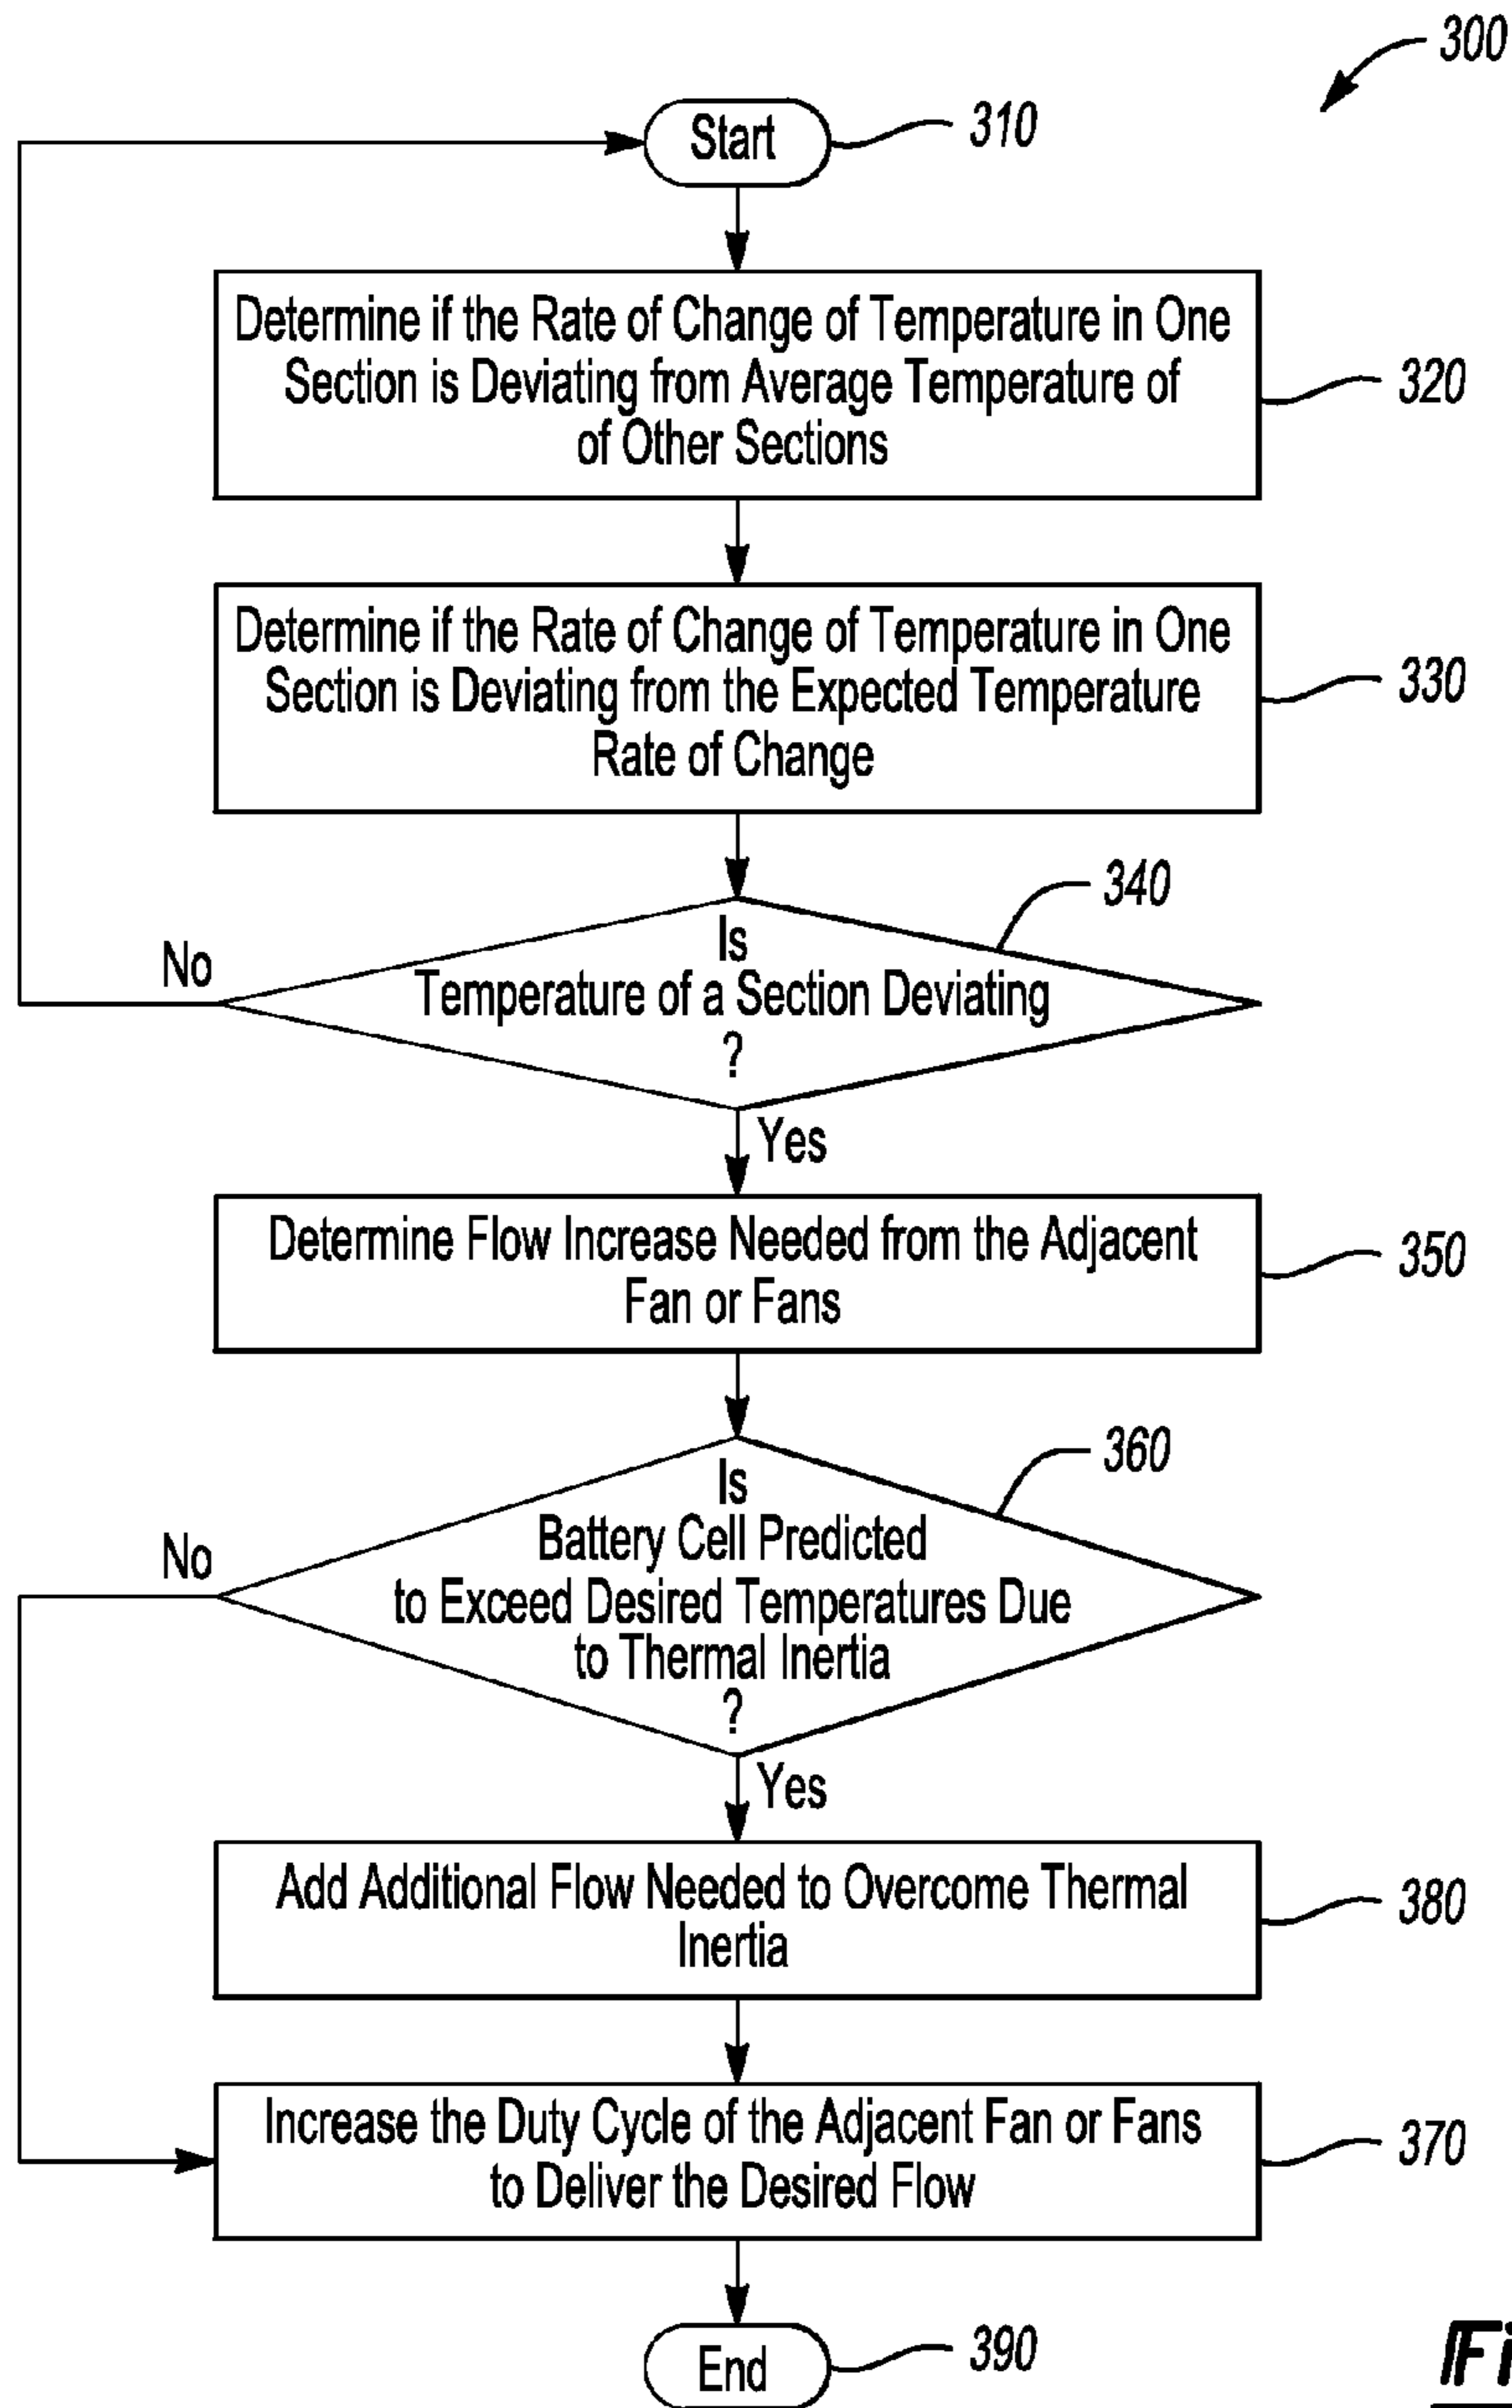 300
Start
310
Determine if the Rate of Change of Temperature in One
Section is Deviating from Average Temperature of
of Other Sections
320
Determine if the Rate of Change of Temperature in One
Section is Deviating from the Expected Temperature
Rate of Change
330
340
Is
Temperature of a Section Deviating
?
No
Yes
Determine Flow Increase Needed from the Adjacent
Fan or Fans
350
360
Is
Battery Cell Predicted
to Exceed Desired Temperatures Due
to Thermal Inertia
?
No
Yes
Add Additional Flow Needed to Overcome Thermal
Inertia
380
Increase the Duty Cycle of the Adjacent Fan or Fans
to Deliver the Desired Flow
370
End
390